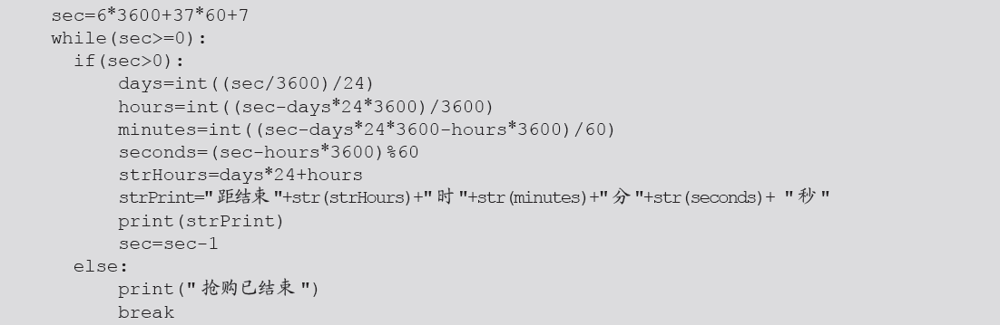 sec=6*3600+37*60+7
while(sec>=0):
  if(sec>0):
      days=int((sec/3600)/24)
      hours=int((sec-days*24*3600)/3600)
      minutes=int((sec-days*24*3600-hours*3600)/60)
      seconds=(sec-hours*3600)%60
      strHours=days*24+hours
      strPrint="距结束"+str(strHours)+"时"+str(minutes)+"分"+str(seconds)+ "秒"
      print(strPrint)
      sec=sec-1
  else:
      print("抢购已结束")
      break